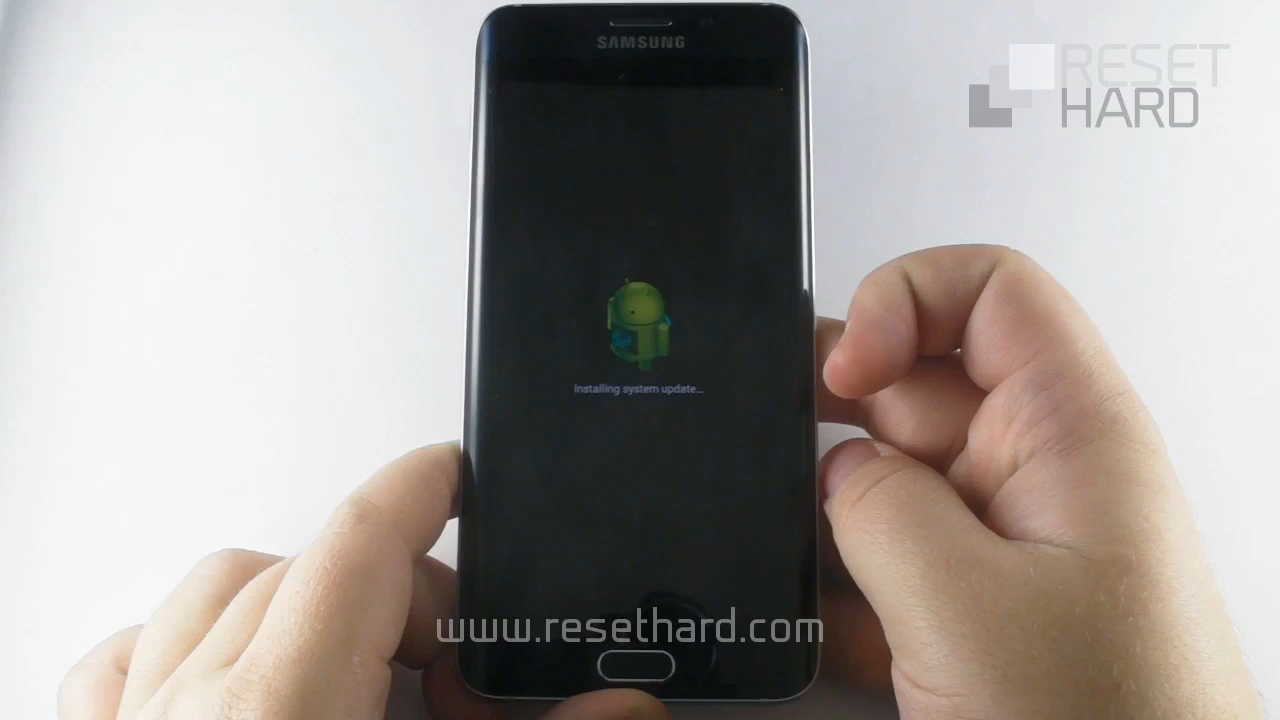 SAMSUNG
RESET
HARD
Installing system update...
www.resethard.com